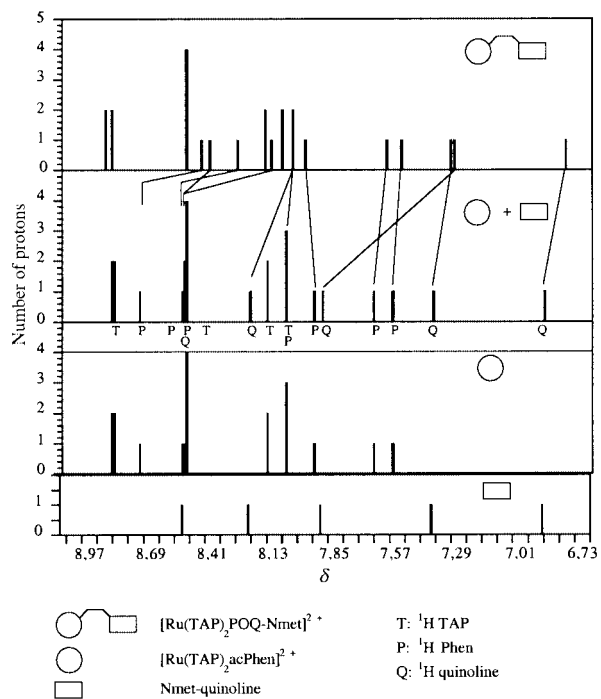 5
4
3
2
1
0
4
3
2
1
0
4
3
2
1
0
1
0
Number of protons
+
T P P P T Q T T P Q P P Q Q
Q P
8,97 8,69 8,41 8,13 7,85 7,57 7,29 7,01 6,73
δ
[Ru(TAP)2POQ-Nmet]2 +
[Ru(TAP)2acPhen]2 +
Nmet-quinoline
T: 1H TAP
P: 1H Phen
Q: 1H quinoline